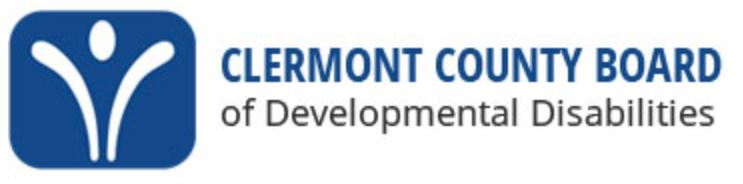 CLERMONT COUNTY BOARD
of Developmental Disabilities